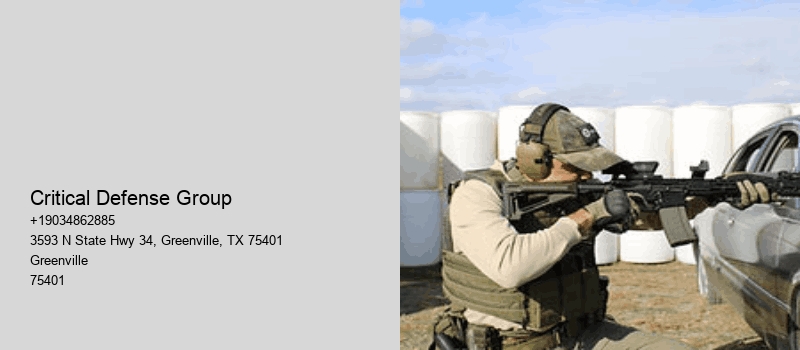 Critical Defense Group
+19034862885
3593 N State Hwy 34, Greenville, TX 75401
Greenville
75401